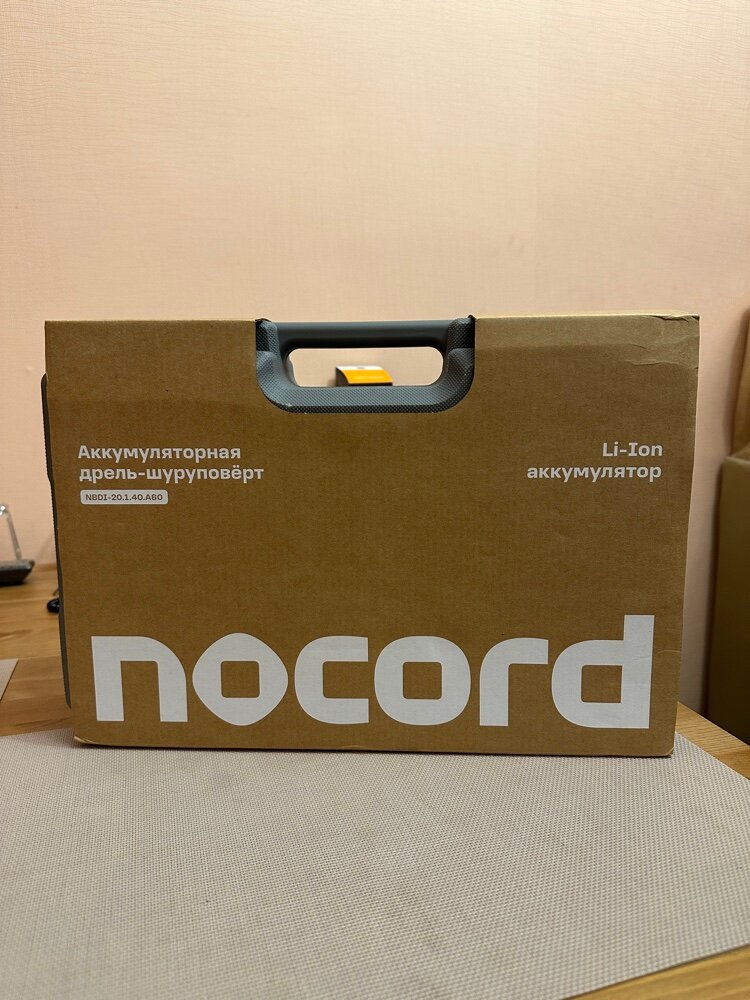 Аккумуляторная
дрель-шуруповёрт
NBDI-20.1.40.A60
Li-Ion
аккумулятор
nocord